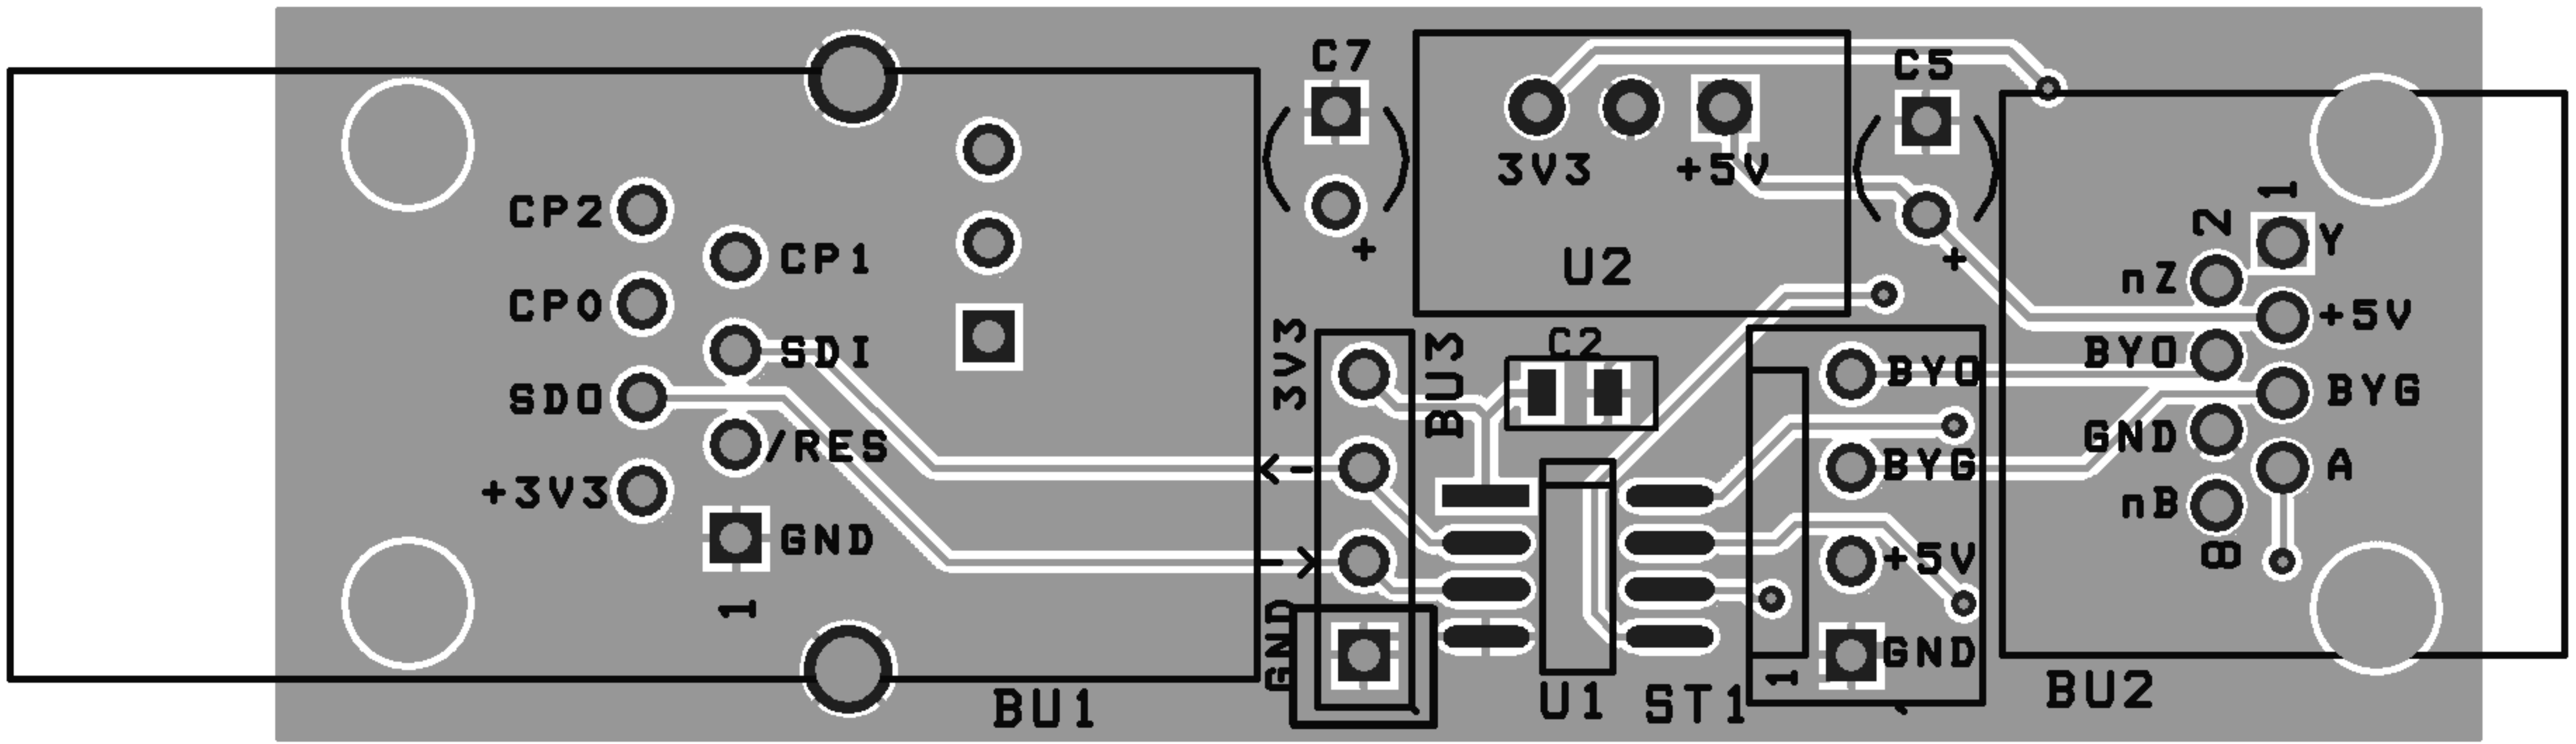 C7
C5
3V3
+5V
+
U2
+
CP2
CP1
CP0
SDI
SDO
/RES
+3V3
GND
1
BU1
3V3
BU3
C2
<-
->
GND
U1
ST1
BYO
BYG
+5V
GND
1
1
2
Y
nZ
+5V
BYO
BYG
GND
A
nB
8
BU2